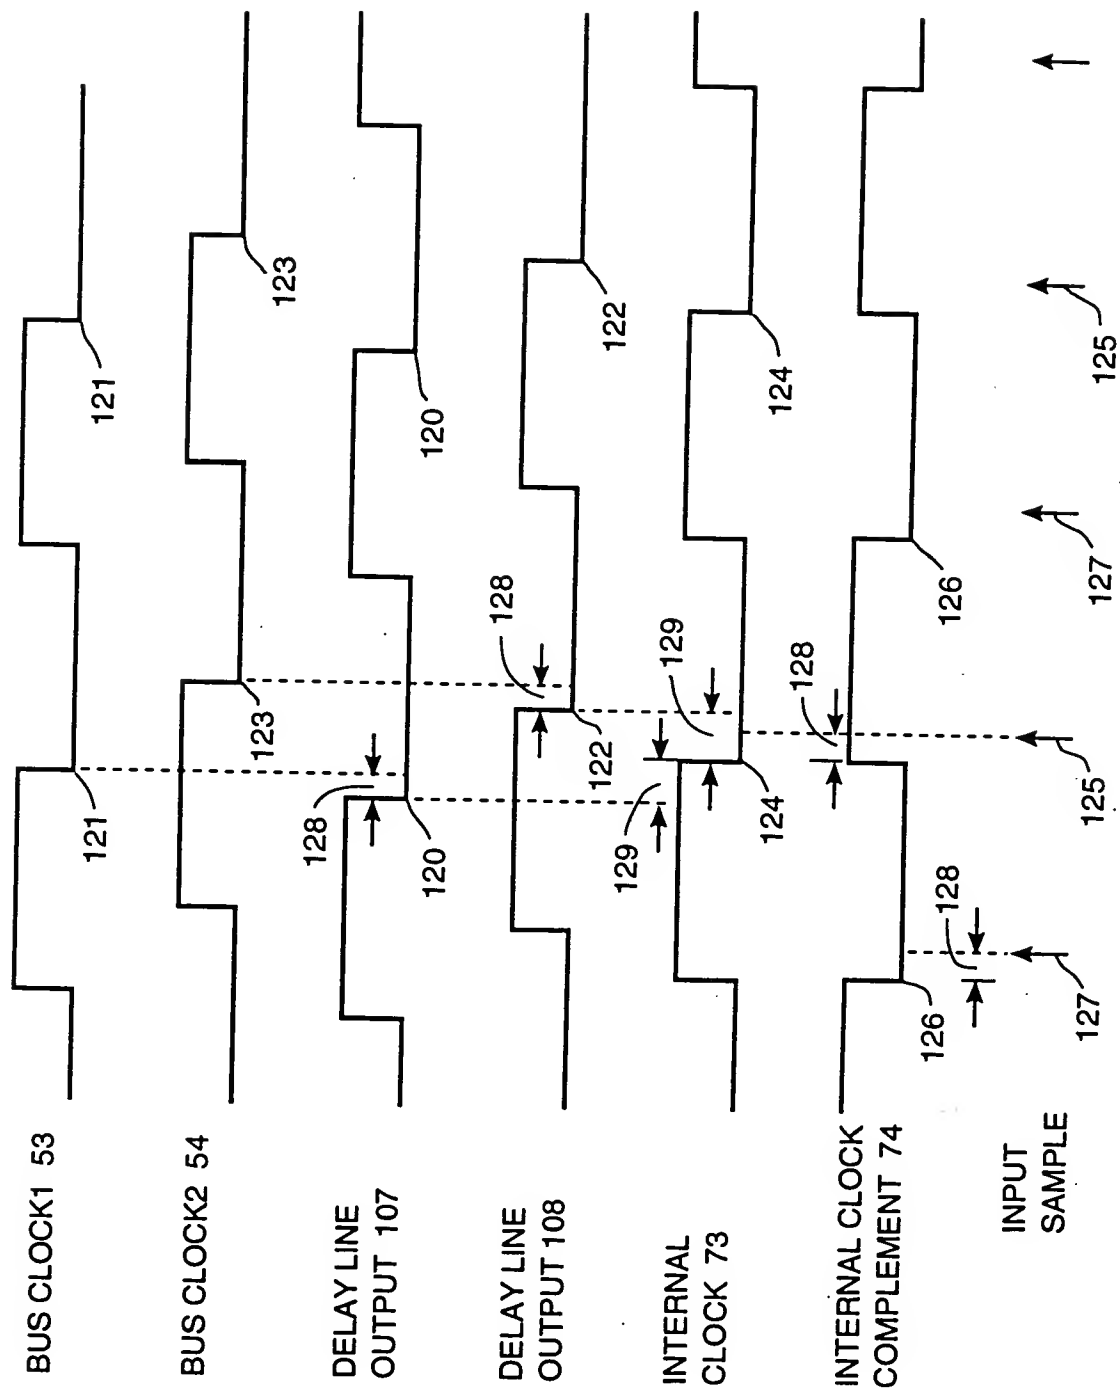 BUS CLOCK1 53
121
121
BUS CLOCK2 54
123
123
DELAY LINE
OUTPUT 107
128
120
120
DELAY LINE
OUTPUT 108
128
122
122
INTERNAL
CLOCK 73
129
129
124
124
INTERNAL CLOCK
COMPLEMENT 74
128
126
126
INPUT
SAMPLE
128
127
125
127
125